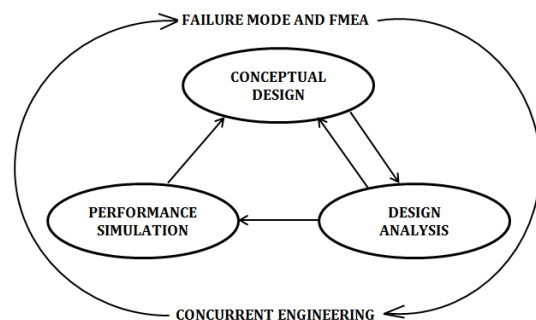 FAILURE MODE AND FMEA
CONCEPTUAL
DESIGN
PERFORMANCE
SIMULATION
DESIGN
ANALYSIS
CONCURRENT ENGINEERING